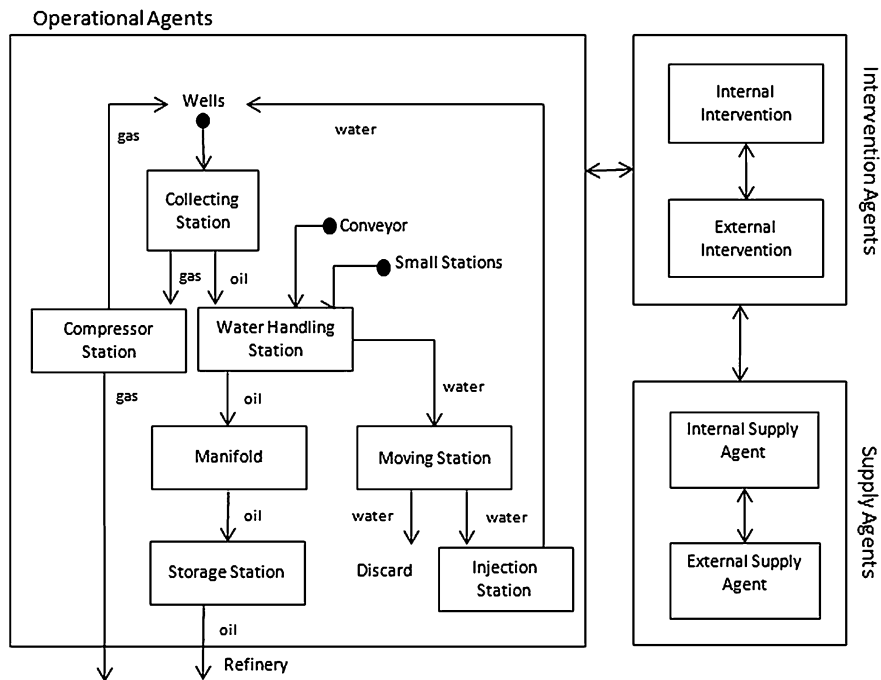 Operational Agents
Wells
gas
water
Collecting
Station
Conveyor
Small Stations
gas
oil
Compressor
Station
Water Handling
Station
gas
oil
water
Manifold
Moving Station
oil
water
water
Storage Station
Discard
Injection
Station
oil
Refinery
Internal
Intervention
External
Intervention
Intervention Agents
Internal Supply
Agent
External Supply
Agent
Supply Agents